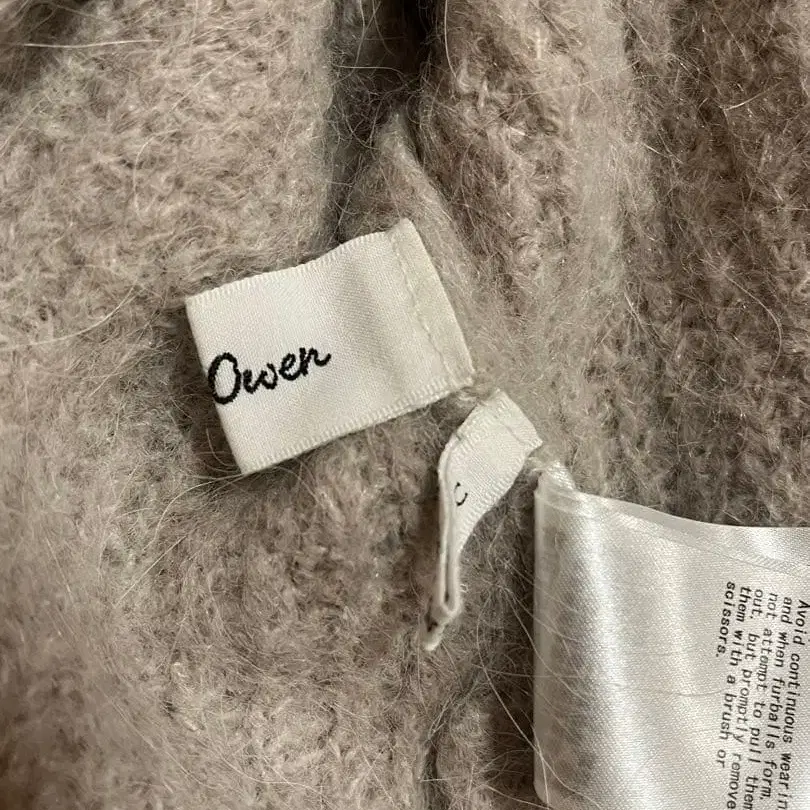 Owen
C
Avoid continuous wearin
and when furballs form,
not attempt to pull them
out, but promptly remove
them with a brush or
scissors.